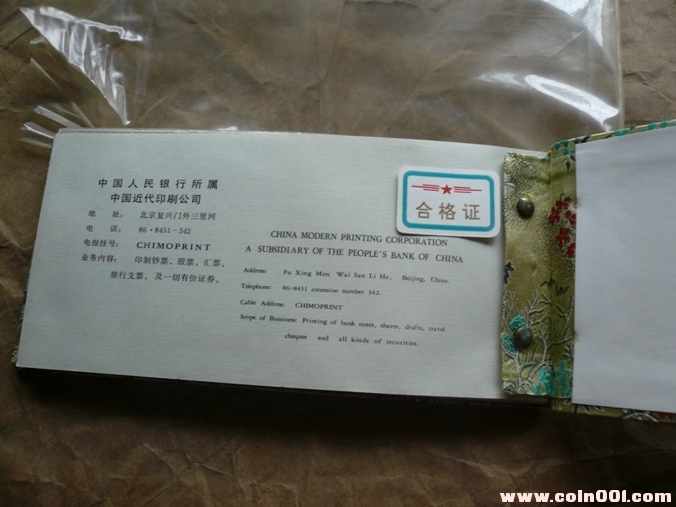 中国人民银行所属
中国近代印刷公司
地 址： 北京复兴门外三里河
电 话： 86·8451-342
电报挂号： CHIMOPRINT
业务内容： 印制钞票、股票、汇票、
旅行支票、及一切有价证券。
合格证
CHINA MODERN PRINTING CORPORATION
A SUBSIDIARY OF THE PEOPLE'S BANK OF CHINA
Address: Fu Xing Men Wai San Li He, Beijing, China.
Telephone: 86-8451 extension number 342.
Cable Address: CHIMOPRINT
Scope of Bussiness: Printing of bank notes, shares, drafts, travel
cheques and all kinds of securities.
www.coin001.com